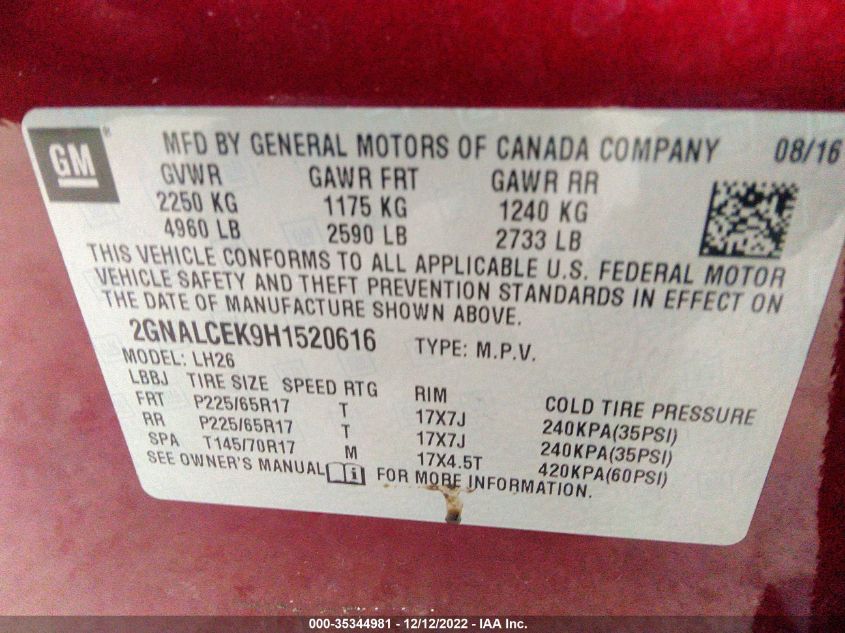 GM®
MFD BY GENERAL MOTORS OF CANADA COMPANY 08/16
GVWR GAWR FRT GAWR RR
2250 KG 1175 KG 1240 KG
4960 LB 2590 LB 2733 LB
THIS VEHICLE CONFORMS TO ALL APPLICABLE U.S. FEDERAL MOTOR
VEHICLE SAFETY AND THEFT PREVENTION STANDARDS IN EFFECT ON
THE DATE OF MANUFACTURE SHOWN ABOVE.
2GNALCEK9H1520616 TYPE: M.P.V.
MODEL: LH26
LBBJ TIRE SIZE SPEED RTG RIM COLD TIRE PRESSURE
FRT P225/65R17 T 17X7J 240KPA(35PSI)
RR P225/65R17 T 17X7J 240KPA(35PSI)
SPA T145/70R17 M 17X4.5T 420KPA(60PSI)
SEE OWNER'S MANUAL i FOR MORE INFORMATION.
000-35344981 - 12/12/2022 - IAA Inc.